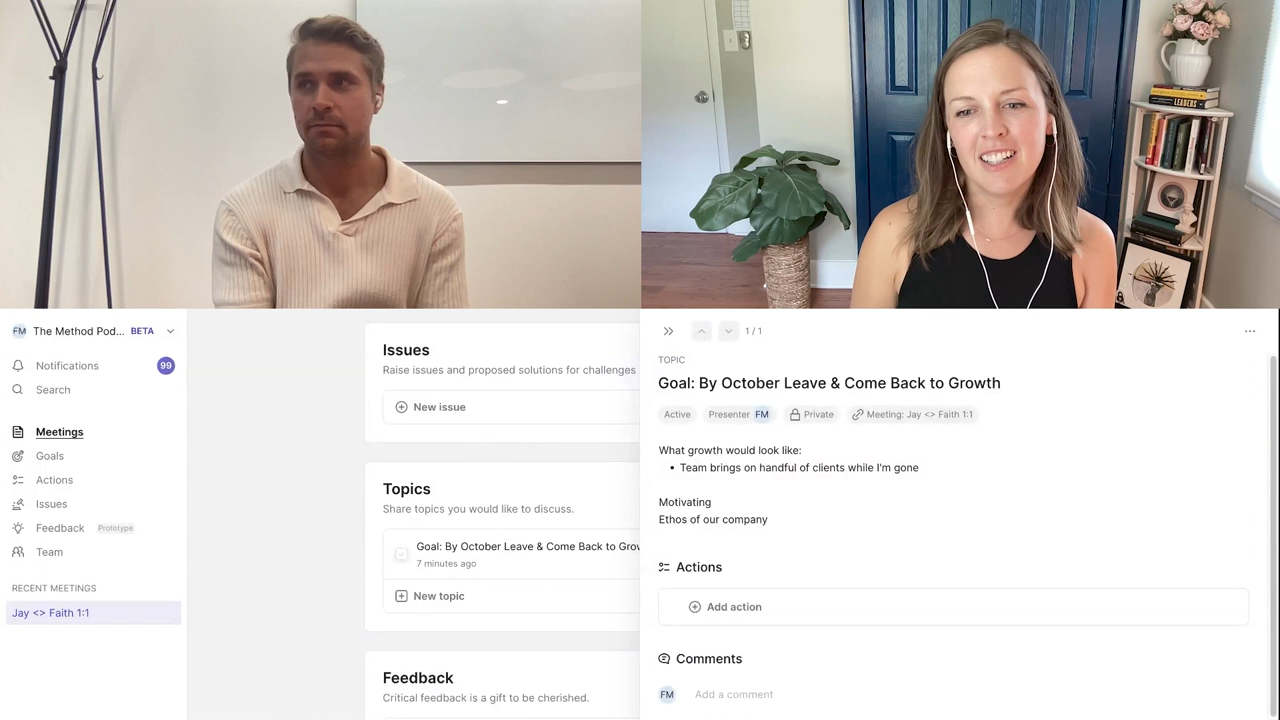 LEADERS
FM The Method Pod... BETA
Notifications 99
Search
Meetings
Goals
Actions
Issues
Feedback Prototype
Team
RECENT MEETINGS
Jay <> Faith 1:1
Issues
Raise issues and proposed solutions for challenges
New issue
Topics
Share topics you would like to discuss.
Goal: By October Leave & Come Back to Grow
7 minutes ago
New topic
Feedback
Critical feedback is a gift to be cherished.
1 / 1
TOPIC
Goal: By October Leave & Come Back to Growth
Active Presenter FM Private Meeting: Jay <> Faith 1:1
What growth would look like:
• Team brings on handful of clients while I'm gone
Motivating
Ethos of our company
Actions
Add action
Comments
FM Add a comment